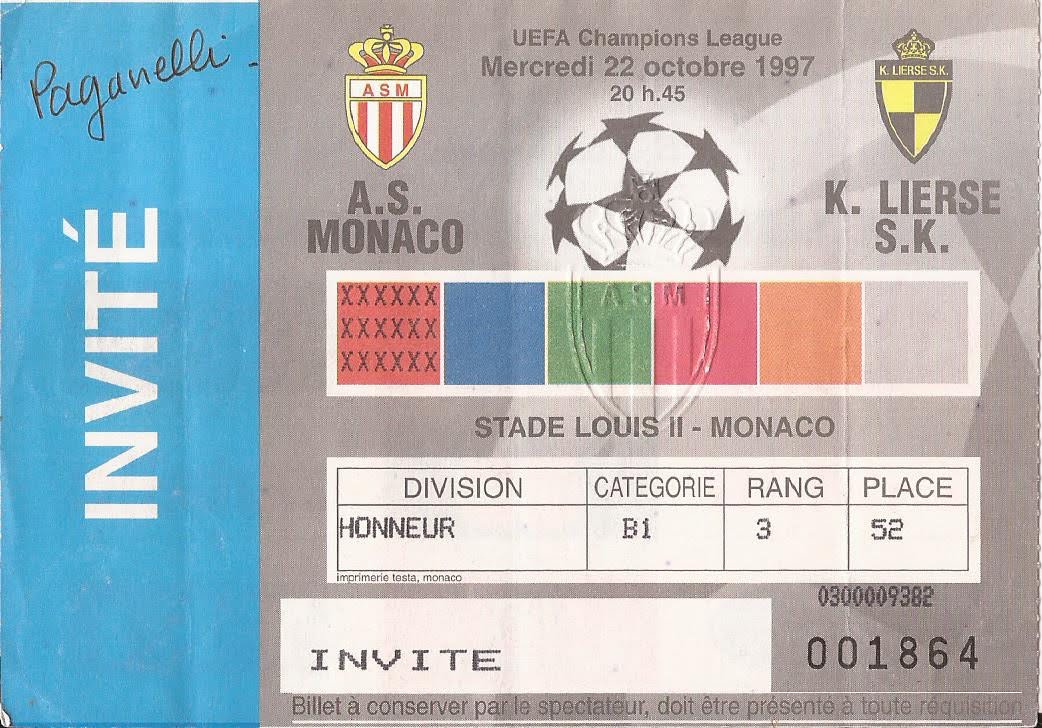 Paganelli -
INVITÉ
UEFA Champions League
Mercredi 22 octobre 1997
20 h.45
ASM
K. LIERSE S.K.
A.S.
MONACO
K. LIERSE
S.K.
XXXXXX
XXXXXX
XXXXXX
ASM
STADE LOUIS II - MONACO
DIVISION CATEGORIE RANG PLACE
HONNEUR B1 3 52
imprimerie testa, monaco
0300009382
INVITE
001864
Billet à conserver par le spectateur, doit être présenté à toute réquisition